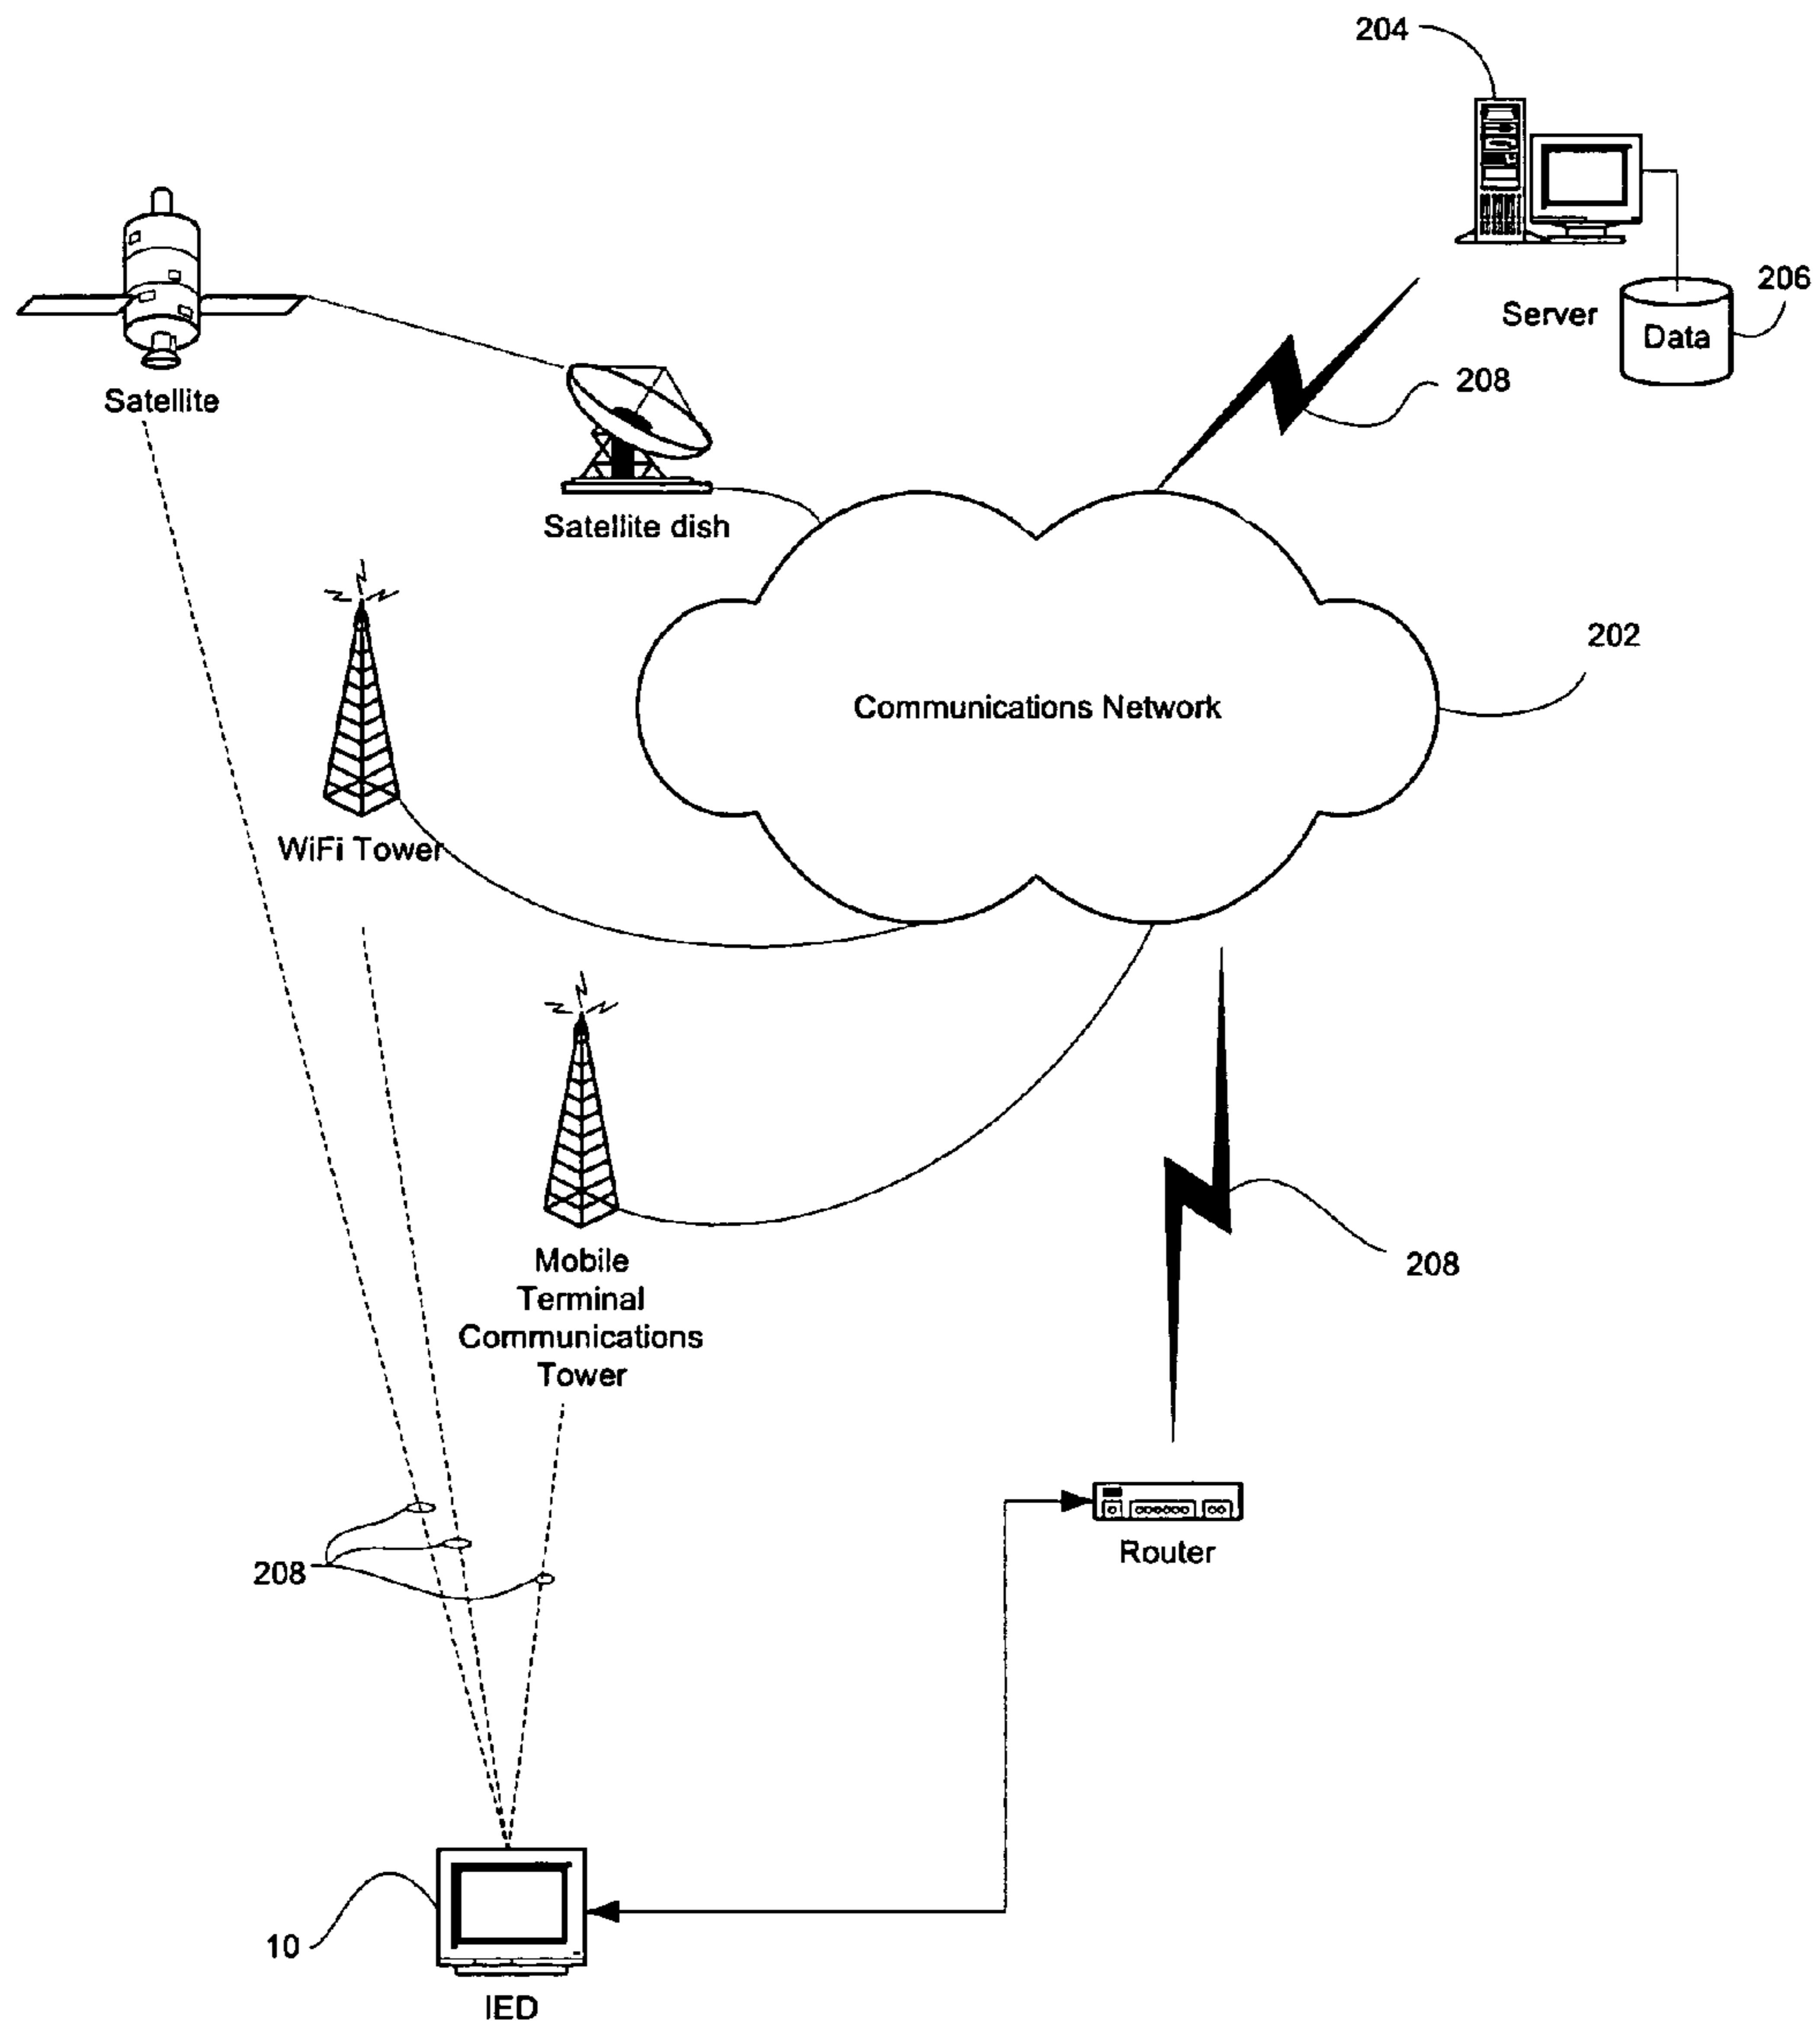 204
206
Server
Data
208
Satellite
Satellite dish
202
Communications Network
WiFi Tower
208
Mobile
Terminal
Communications
Tower
Router
208
10
IED